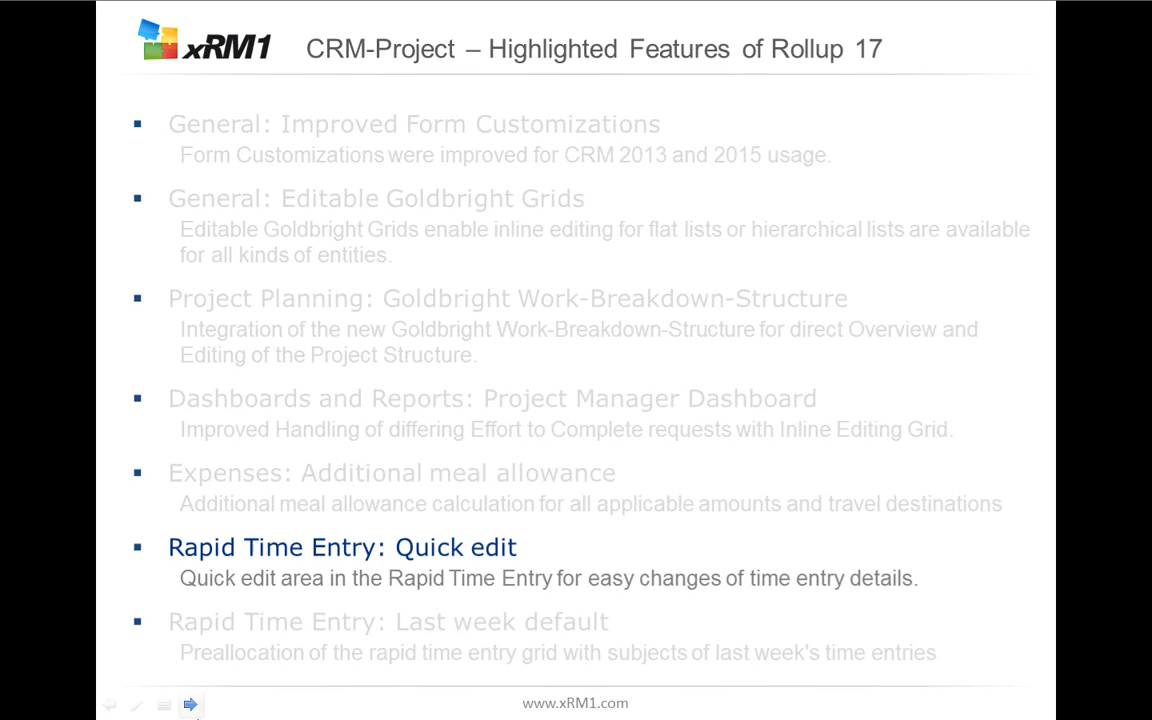 xRM1
CRM-Project – Highlighted Features of Rollup 17
General: Improved Form Customizations
Form Customizations were improved for CRM 2013 and 2015 usage.
General: Editable Goldbright Grids
Editable Goldbright Grids enable inline editing for flat lists or hierarchical lists are available
for all kinds of entities.
Project Planning: Goldbright Work-Breakdown-Structure
Integration of the new Goldbright Work-Breakdown-Structure for direct Overview and
Editing of the Project Structure.
Dashboards and Reports: Project Manager Dashboard
Improved Handling of differing Effort to Complete requests with Inline Editing Grid.
Expenses: Additional meal allowance
Additional meal allowance calculation for all applicable amounts and travel destinations
Rapid Time Entry: Quick edit
Quick edit area in the Rapid Time Entry for easy changes of time entry details.
Rapid Time Entry: Last week default
Preallocation of the rapid time entry grid with subjects of last week's time entries
www.xRM1.com